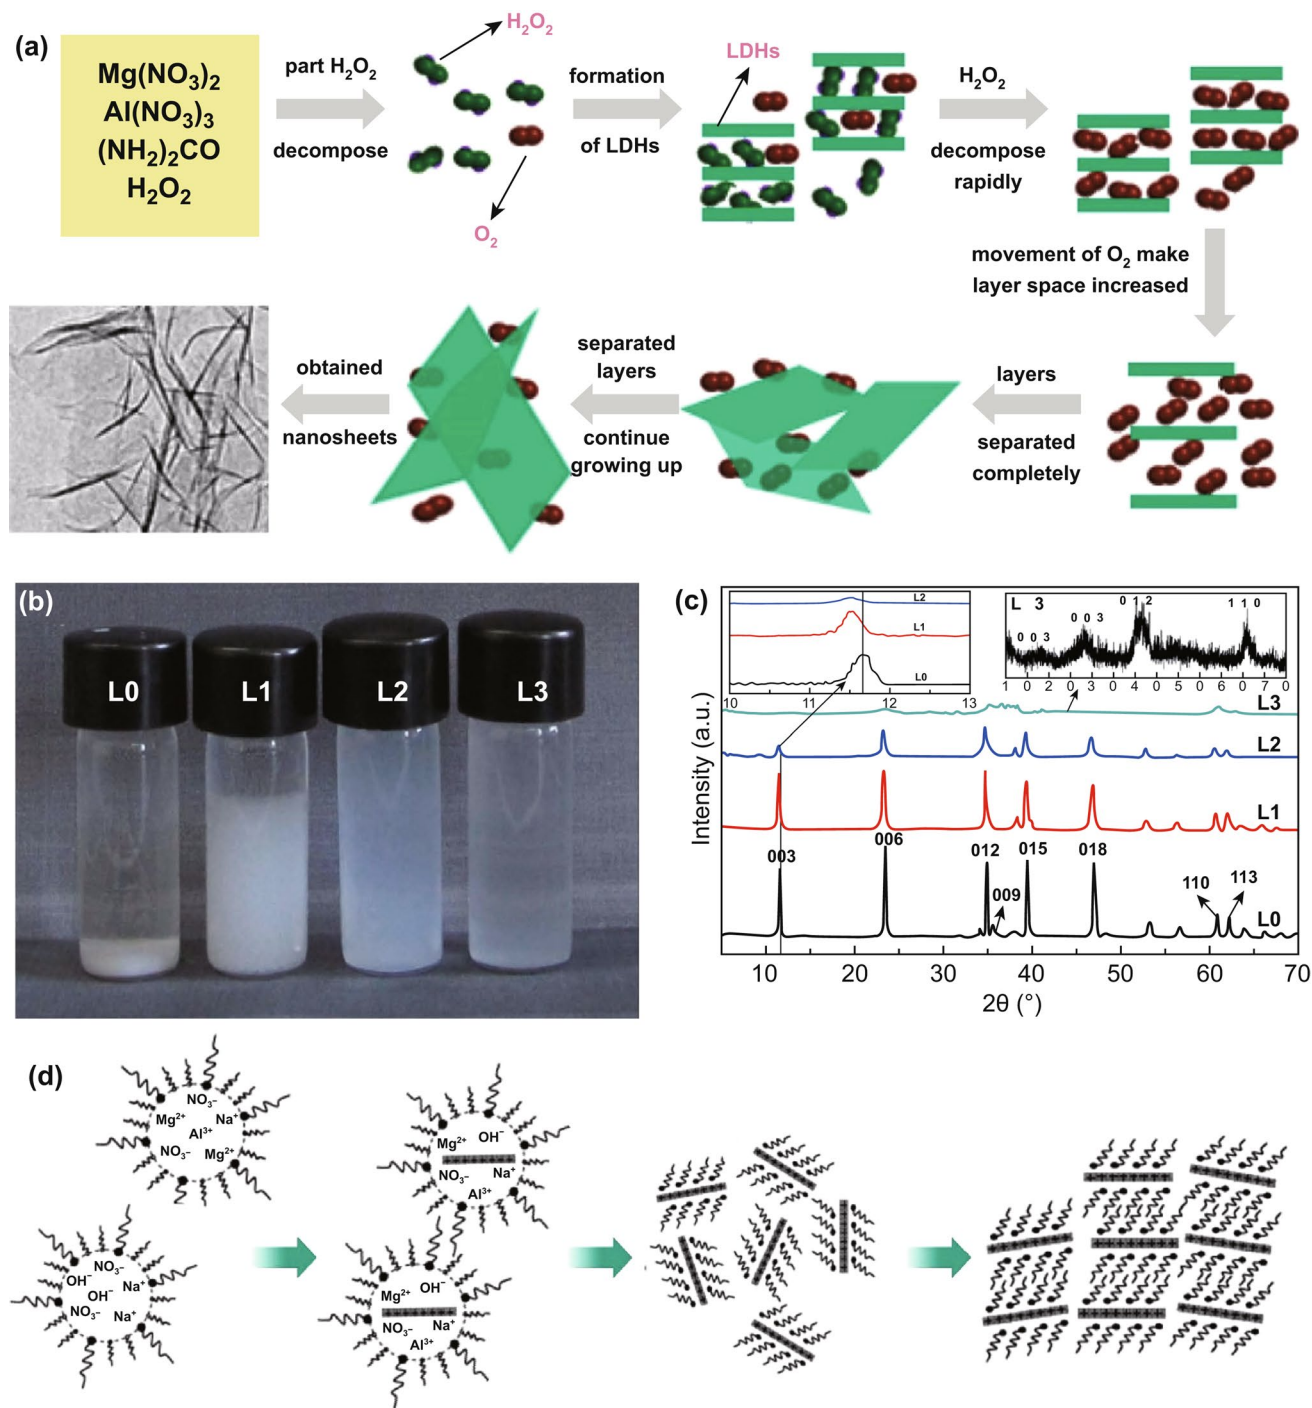 (a)
Mg(NO₃)₂
Al(NO₃)₃
(NH₂)₂CO
H₂O₂
part H₂O₂
decompose
H₂O₂
O₂
formation
of LDHs
LDHs
H₂O₂
decompose
rapidly
movement of O₂ make
layer space increased
layers
separated
completely
separated
layers
continue
growing up
obtained
nanosheets
(b)
L0
L1
L2
L3
(c)
L2
L1
L0
10 11 12 13
L 3
0 0 3
0 0 3
0 1 2
1 1 0
1 0 2 0 3 0 4 0 5 0 6 0 7 0
L3
L2
L1
L0
003
006
012
009
015
018
110
113
Intensity (a.u.)
10 20 30 40 50 60 70
2θ (°)
(d)
NO₃⁻
Mg²⁺ Na⁺
Al³⁺
NO₃⁻ Mg²⁺
NO₃⁻
OH⁻
OH⁻ Na⁺
NO₃⁻ Na⁺
Mg²⁺ OH⁻
NO₃⁻ Na⁺
Al³⁺
Mg²⁺ OH⁻
NO₃⁻ Na⁺
Al³⁺